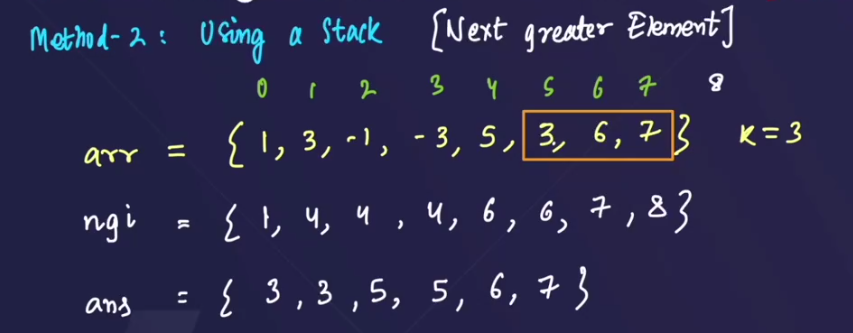 Method-2: Using a Stack [Next greater Element]
0 1 2 3 4 5 6 7 8
arr = {1, 3, -1, -3, 5, 3, 6, 7} K=3
ngi = {1, 4, 4, 4, 6, 6, 7, 8}
ans = {3, 3, 5, 5, 6, 7}